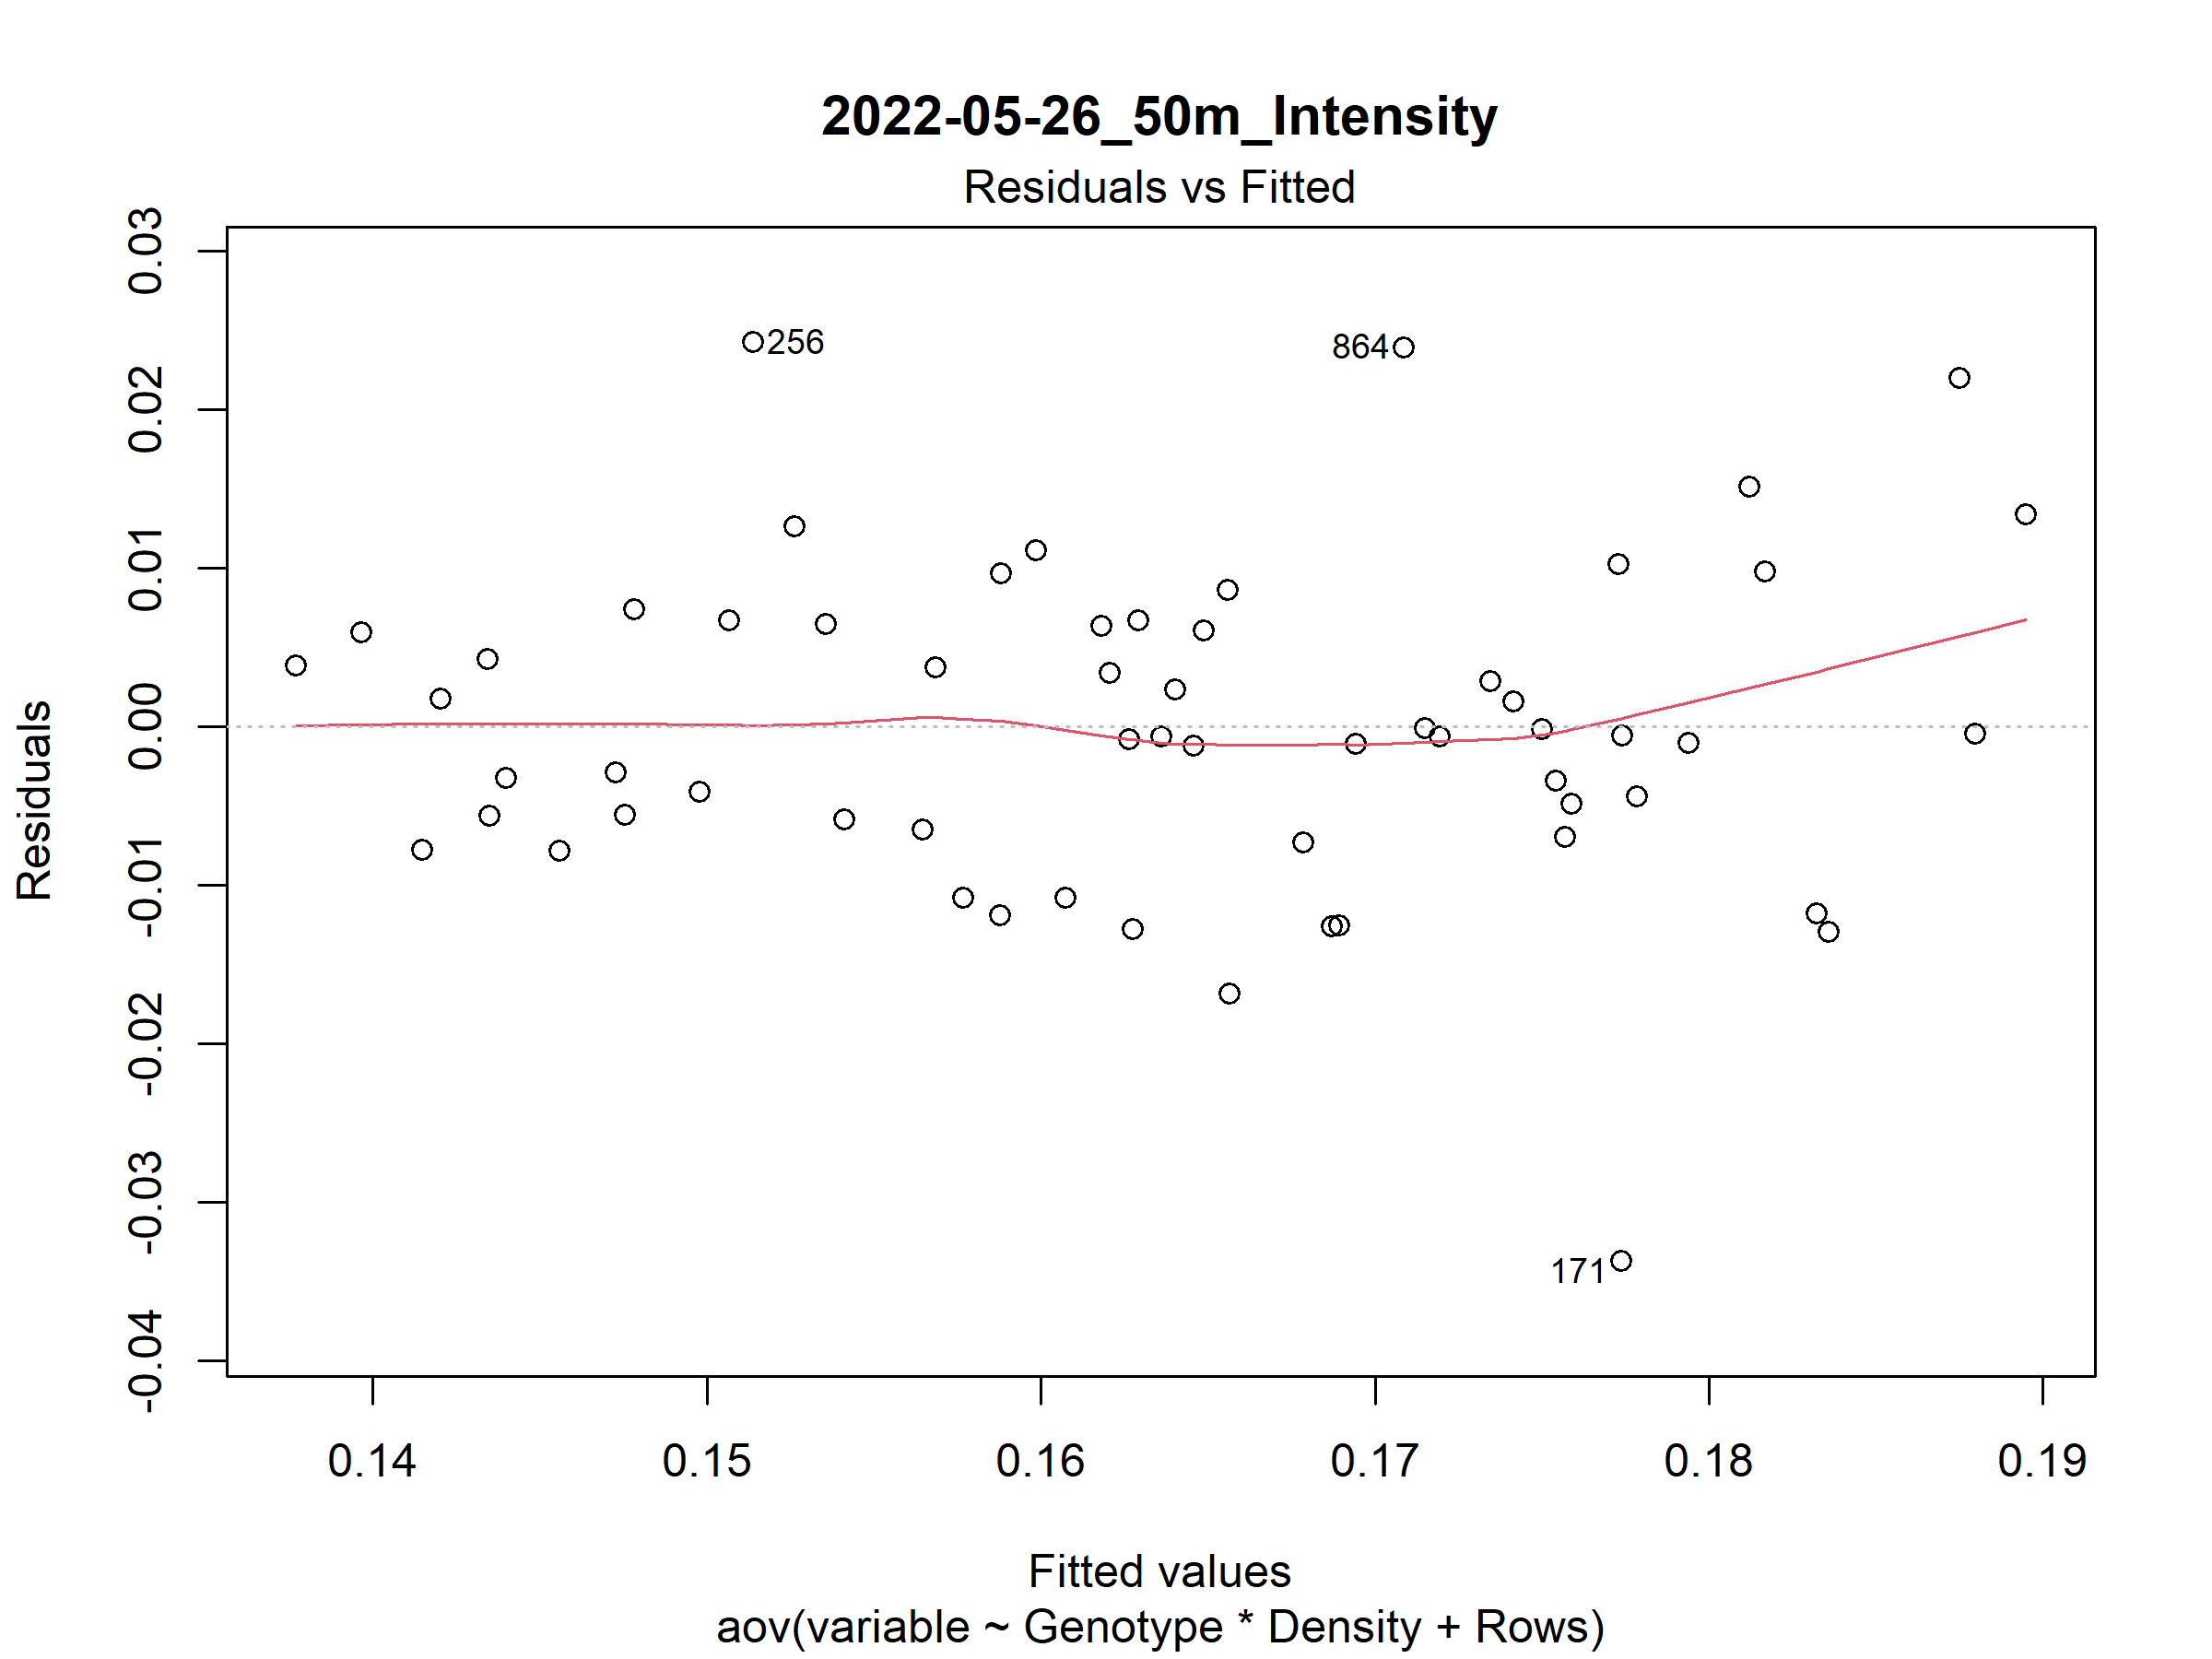 2022-05-26_50m_Intensity
Residuals vs Fitted
0.03
0.02
0.01
0.00
-0.01
-0.02
-0.03
-0.04
Residuals
256
864
171
0.14 0.15 0.16 0.17 0.18 0.19
Fitted values
aov(variable ~ Genotype * Density + Rows)